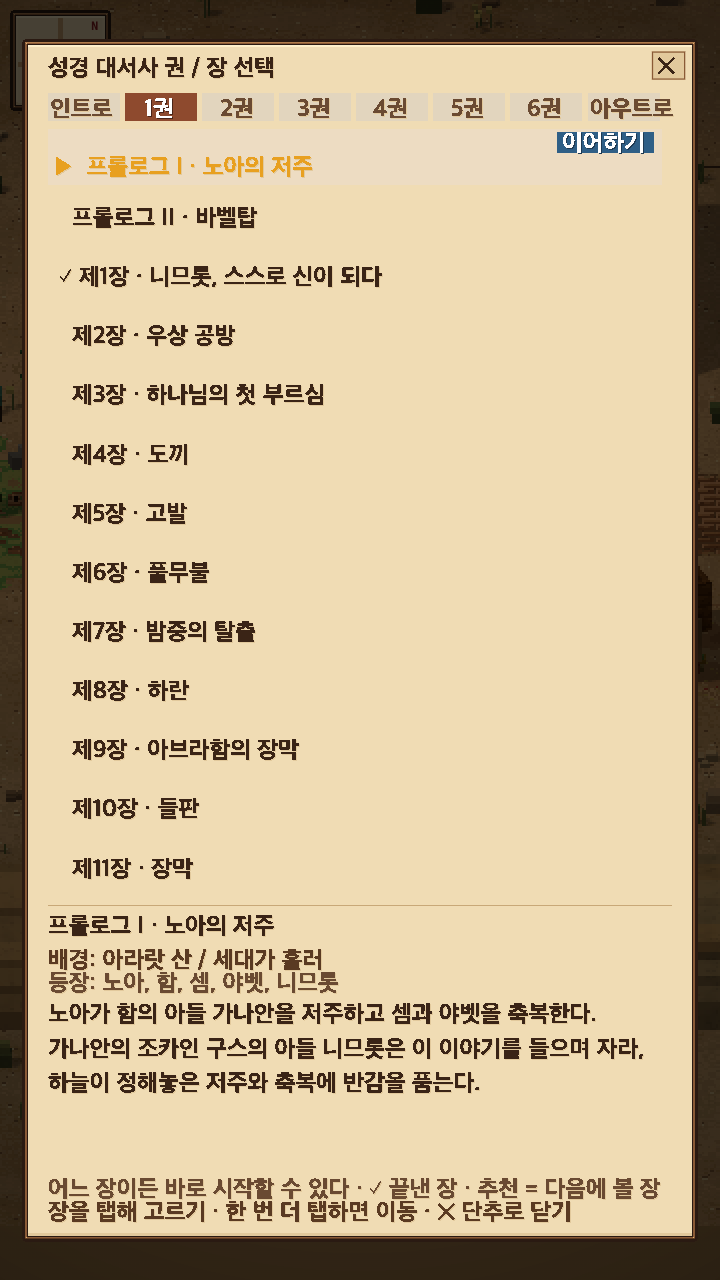 N
성경 대서사 권 / 장 선택
인트로 1권 2권 3권 4권 5권 6권 아우트로
이어하기
▶ 프롤로그 I · 노아의 저주
프롤로그 II · 바벨탑
✓ 제1장 · 니므롯, 스스로 신이 되다
제2장 · 우상 공방
제3장 · 하나님의 첫 부르심
제4장 · 도끼
제5장 · 고발
제6장 · 풀무불
제7장 · 밤중의 탈출
제8장 · 하란
제9장 · 아브라함의 장막
제10장 · 들판
제11장 · 장막
프롤로그 I · 노아의 저주
배경: 아라랏 산 / 세대가 흘러
등장: 노아, 함, 셈, 야벳, 니므롯
노아가 함의 아들 가나안을 저주하고 셈과 야벳을 축복한다.
가나안의 조카인 구스의 아들 니므롯은 이 이야기를 들으며 자라,
하늘이 정해놓은 저주와 축복에 반감을 품는다.
어느 장이든 바로 시작할 수 있다 · ✓ 끝낸 장 · 추천 = 다음에 볼 장
장을 탭해 고르기 · 한 번 더 탭하면 이동 · ✕ 단추로 닫기